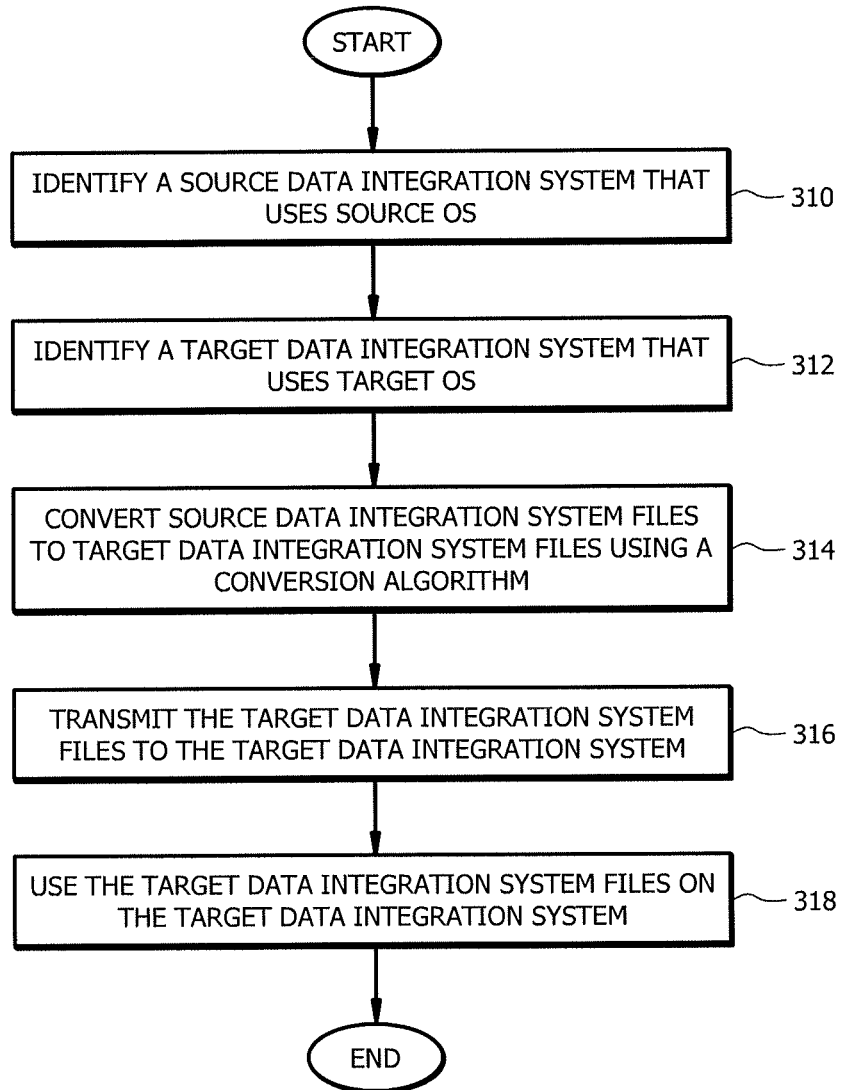 START
IDENTIFY A SOURCE DATA INTEGRATION SYSTEM THAT
USES SOURCE OS
310
IDENTIFY A TARGET DATA INTEGRATION SYSTEM THAT
USES TARGET OS
312
CONVERT SOURCE DATA INTEGRATION SYSTEM FILES
TO TARGET DATA INTEGRATION SYSTEM FILES USING A
CONVERSION ALGORITHM
314
TRANSMIT THE TARGET DATA INTEGRATION SYSTEM
FILES TO THE TARGET DATA INTEGRATION SYSTEM
316
USE THE TARGET DATA INTEGRATION SYSTEM FILES ON
THE TARGET DATA INTEGRATION SYSTEM
318
END